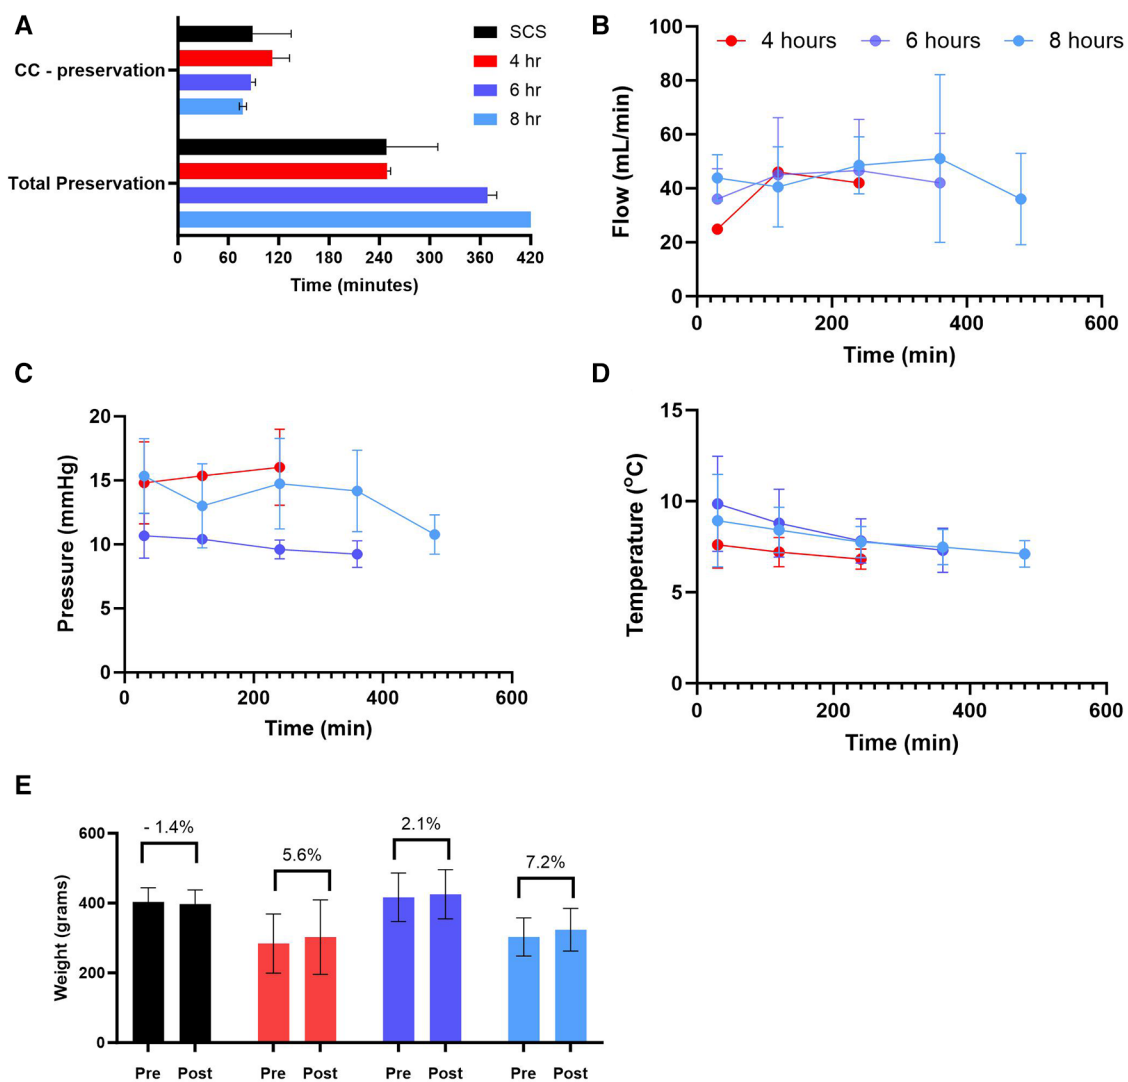 A
CC - preservation
Total Preservation
0 60 120 180 240 300 360 420
Time (minutes)
SCS
4 hr
6 hr
8 hr
B
4 hours 6 hours 8 hours
Flow (mL/min)
100
80
60
40
20
0
0 200 400 600
Time (min)
C
Pressure (mmHg)
20
15
10
5
0
0 200 400 600
Time (min)
D
Temperature (°C)
15
10
5
0
0 200 400 600
Time (min)
E
Weight (grams)
600
400
200
0
- 1.4%
5.6%
2.1%
7.2%
Pre Post Pre Post Pre Post Pre Post